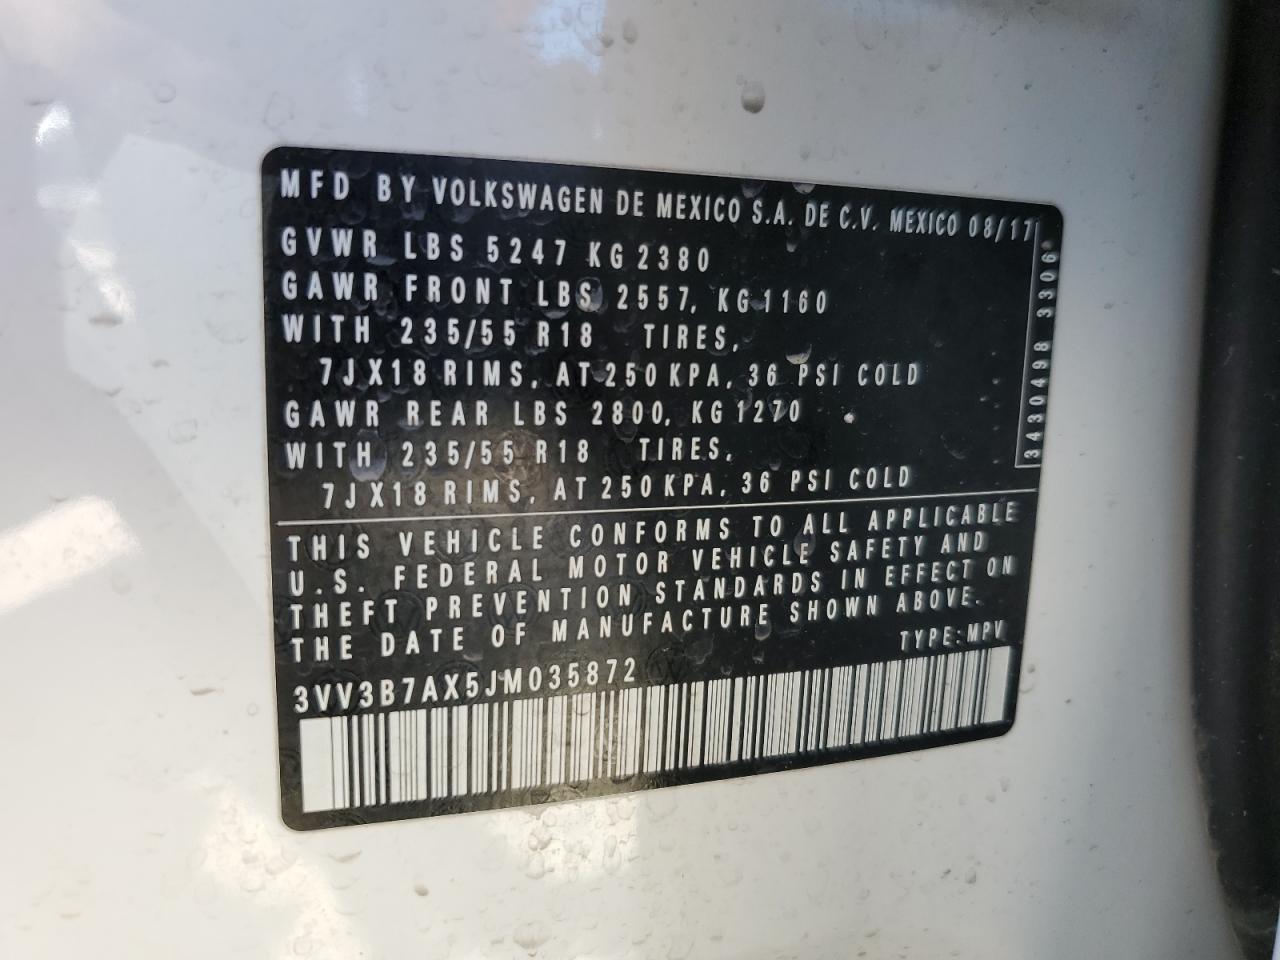 MFD BY VOLKSWAGEN DE MEXICO S.A. DE C.V. MEXICO 08/17
GVWR LBS 5247 KG 2380
GAWR FRONT LBS 2557, KG 1160
WITH 235/55 R18 TIRES,
7JX18 RIMS, AT 250 KPA, 36 PSI COLD
GAWR REAR LBS 2800, KG 1270
WITH 235/55 R18 TIRES,
7JX18 RIMS, AT 250 KPA, 36 PSI COLD
3430498 3306
THIS VEHICLE CONFORMS TO ALL APPLICABLE
U.S. FEDERAL MOTOR VEHICLE SAFETY AND
THEFT PREVENTION STANDARDS IN EFFECT ON
THE DATE OF MANUFACTURE SHOWN ABOVE.
TYPE: MPV
3VV3B7AX5JM035872